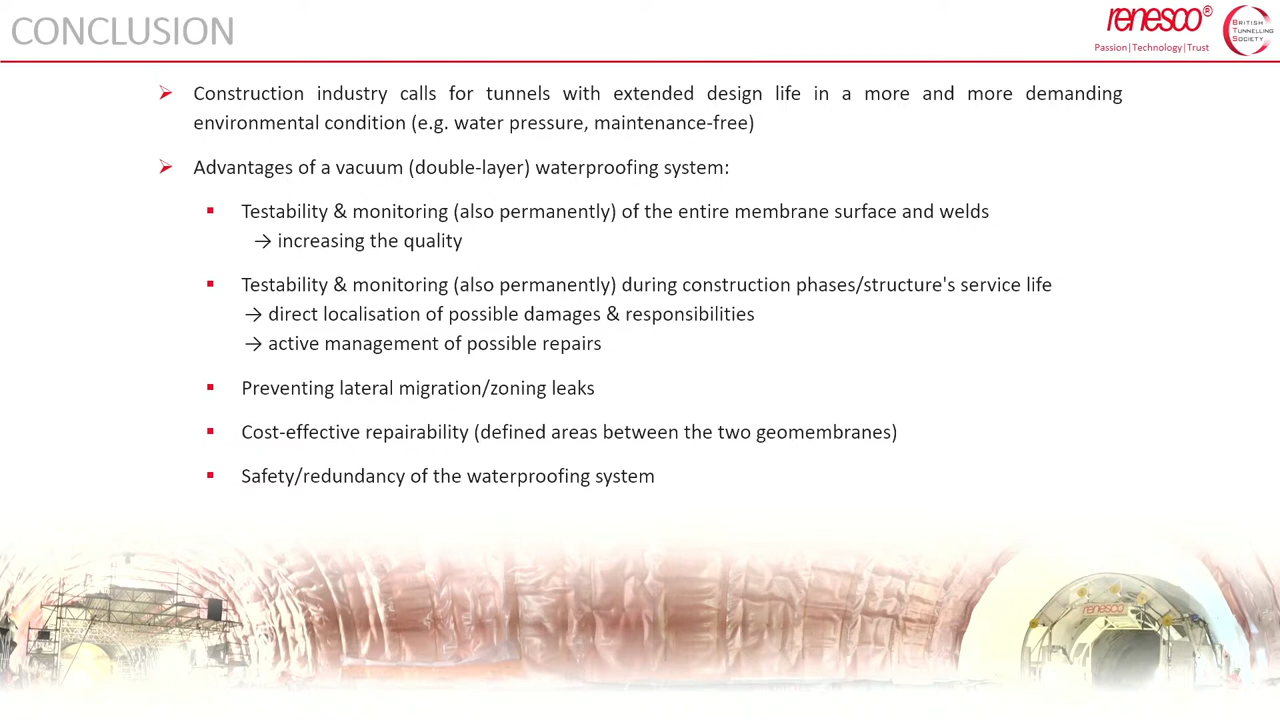 CONCLUSION
renesco®
Passion|Technology|Trust
BRITISH
TUNNELLING
SOCIETY
Construction industry calls for tunnels with extended design life in a more and more demanding
environmental condition (e.g. water pressure, maintenance-free)
Advantages of a vacuum (double-layer) waterproofing system:
Testability & monitoring (also permanently) of the entire membrane surface and welds
→ increasing the quality
Testability & monitoring (also permanently) during construction phases/structure's service life
→ direct localisation of possible damages & responsibilities
→ active management of possible repairs
Preventing lateral migration/zoning leaks
Cost-effective repairability (defined areas between the two geomembranes)
Safety/redundancy of the waterproofing system
renesco